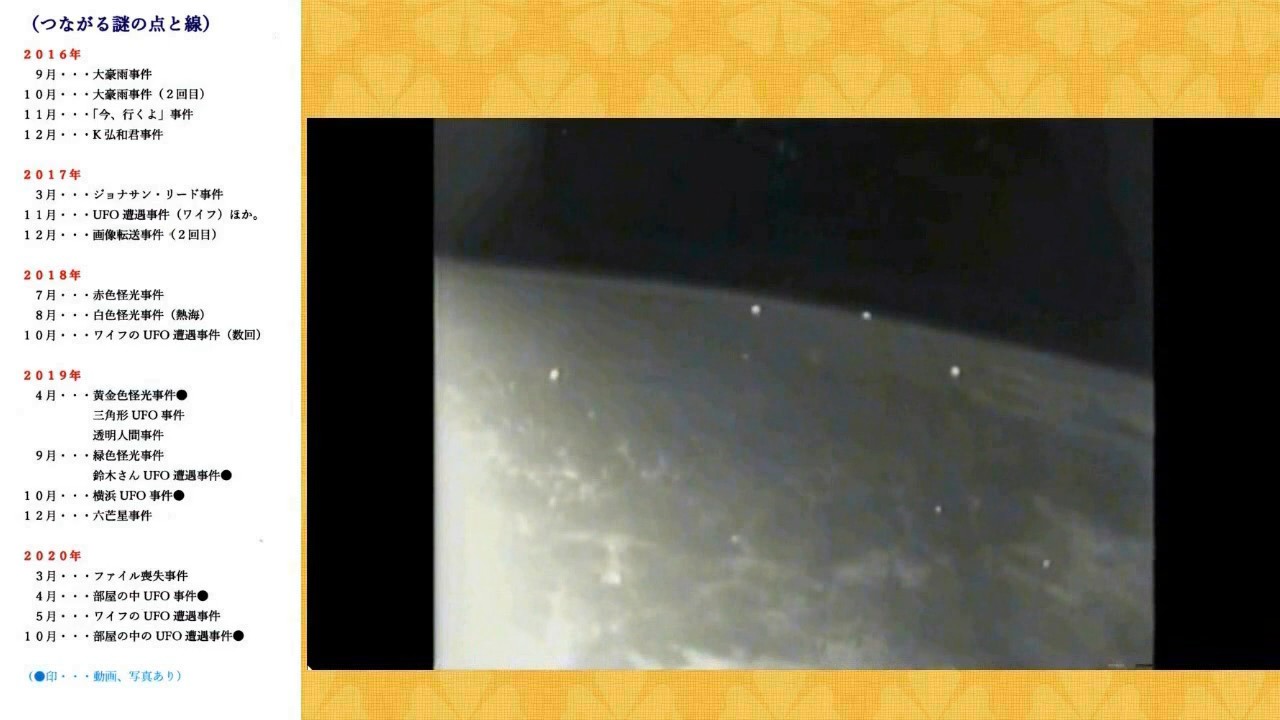 （つながる謎の点と線）
２０１６年
９月・・・大豪雨事件
１０月・・・大豪雨事件（２回目）
１１月・・・「今、行くよ」事件
１２月・・・K 弘和君事件
２０１７年
３月・・・ジョナサン・リード事件
１１月・・・UFO 遭遇事件（ワイフ）ほか。
１２月・・・画像転送事件（２回目）
２０１８年
７月・・・赤色怪光事件
８月・・・白色怪光事件（熱海）
１０月・・・ワイフの UFO 遭遇事件（数回）
２０１９年
４月・・・黄金色怪光事件●
三角形 UFO 事件
透明人間事件
９月・・・緑色怪光事件
鈴木さん UFO 遭遇事件●
１０月・・・横浜 UFO 事件●
１２月・・・六芒星事件
２０２０年
３月・・・ファイル喪失事件
４月・・・部屋の中 UFO 事件●
５月・・・ワイフの UFO 遭遇事件
１０月・・・部屋の中の UFO 遭遇事件●
（●印・・・動画、写真あり）